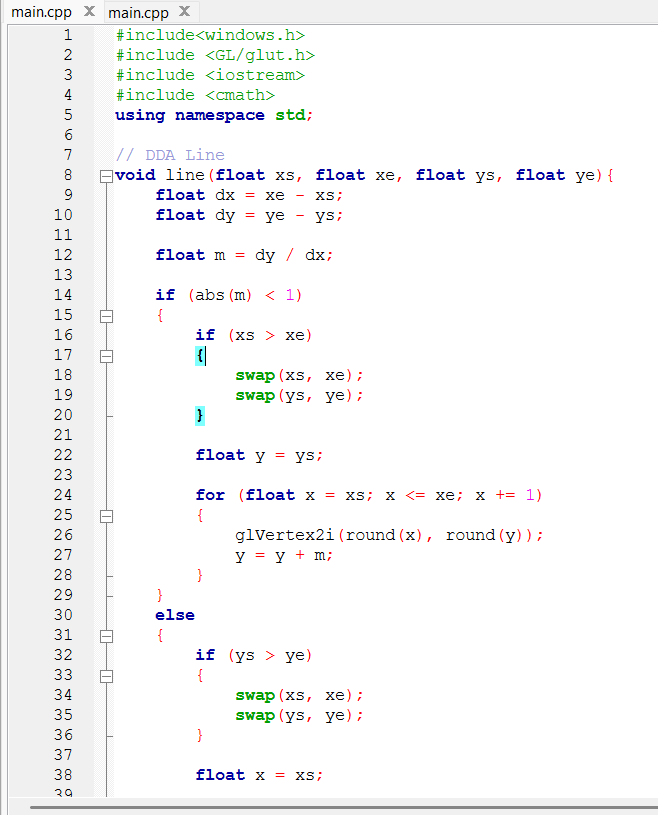 main.cpp X main.cpp X
1 #include<windows.h>
2 #include <GL/glut.h>
3 #include <iostream>
4 #include <cmath>
5 using namespace std;
6
7 // DDA Line
8 void line(float xs, float xe, float ys, float ye){
9 float dx = xe - xs;
10 float dy = ye - ys;
11
12 float m = dy / dx;
13
14 if (abs(m) < 1)
15 {
16 if (xs > xe)
17 {
18 swap(xs, xe);
19 swap(ys, ye);
20 }
21
22 float y = ys;
23
24 for (float x = xs; x <= xe; x += 1)
25 {
26 glVertex2i(round(x), round(y));
27 y = y + m;
28 }
29 }
30 else
31 {
32 if (ys > ye)
33 {
34 swap(xs, xe);
35 swap(ys, ye);
36 }
37
38 float x = xs;
39